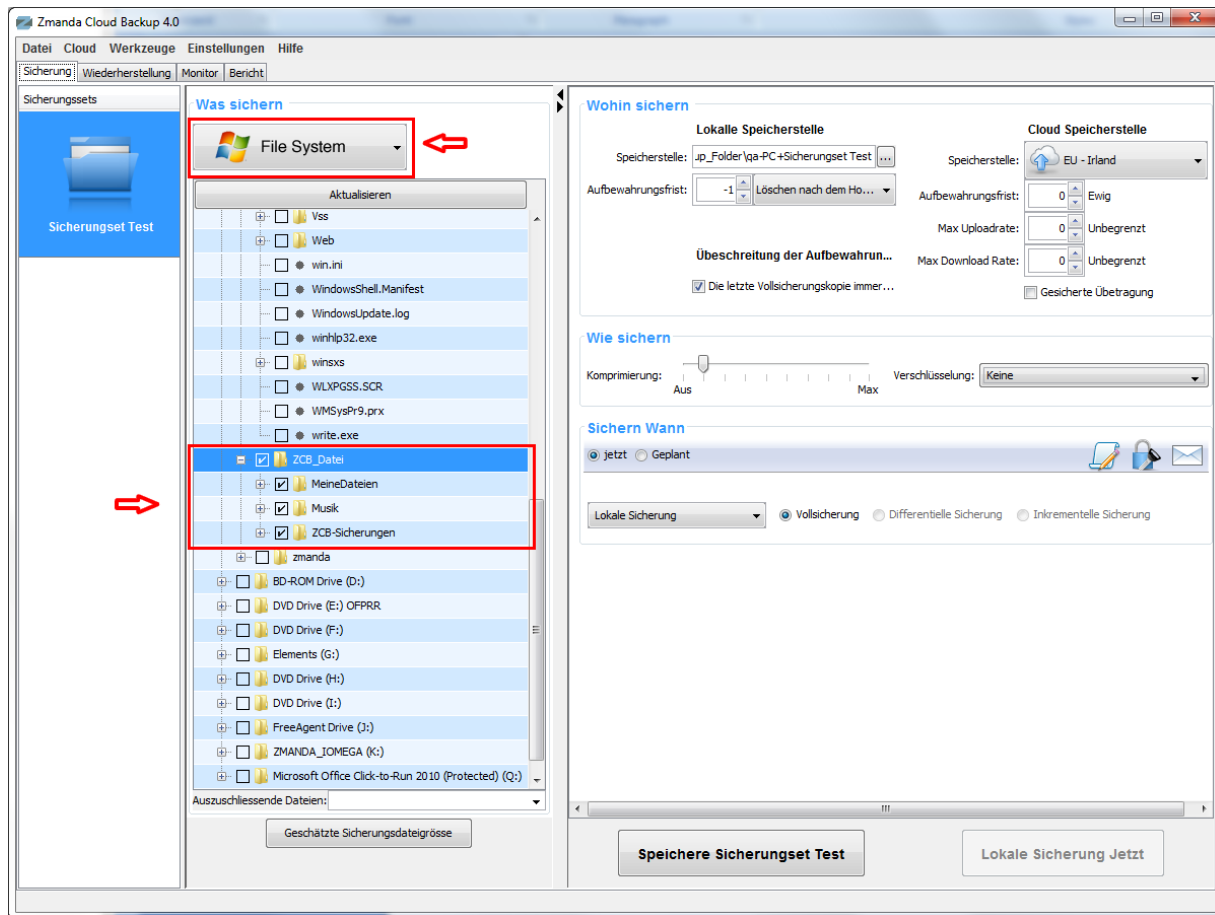 Zmanda Cloud Backup 4.0
Datei Cloud Werkzeuge Einstellungen Hilfe
Sicherung Wiederherstellung Monitor Bericht
Sicherungssets
Sicherungset Test
Was sichern
File System
Aktualisieren
Vss
Web
win.ini
WindowsShell.Manifest
WindowsUpdate.log
winhlp32.exe
winsxs
WLXPGSS.SCR
WMSysPr9.prx
write.exe
ZCB_Datei
MeineDateien
Musik
ZCB-Sicherungen
zmanda
BD-ROM Drive (D:)
DVD Drive (E:) OFPRR
DVD Drive (F:)
Elements (G:)
DVD Drive (H:)
DVD Drive (I:)
FreeAgent Drive (J:)
ZMANDA_IOMEGA (K:)
Microsoft Office Click-to-Run 2010 (Protected) (Q:)
Auszuschliessende Dateien:
Geschätzte Sicherungsdateigrösse
Wohin sichern
Lokalle Speicherstelle
Speicherstelle: up_Folder\qa-PC+Sicherungset Test ...
Aufbewahrungsfrist: -1 Löschen nach dem Ho...
Übeschreitung der Aufbewahrun...
Die letzte Vollsicherungskopie immer...
Cloud Speicherstelle
Speicherstelle: EU - Irland
Aufbewahrungsfrist: 0 Ewig
Max Uploadrate: 0 Unbegrenzt
Max Download Rate: 0 Unbegrenzt
Gesicherte Übetragung
Wie sichern
Komprimierung: Aus Max
Verschlüsselung: Keine
Sichern Wann
jetzt Geplant
Lokale Sicherung Vollsicherung Differentielle Sicherung Inkrementelle Sicherung
Speichere Sicherungset Test
Lokale Sicherung Jetzt